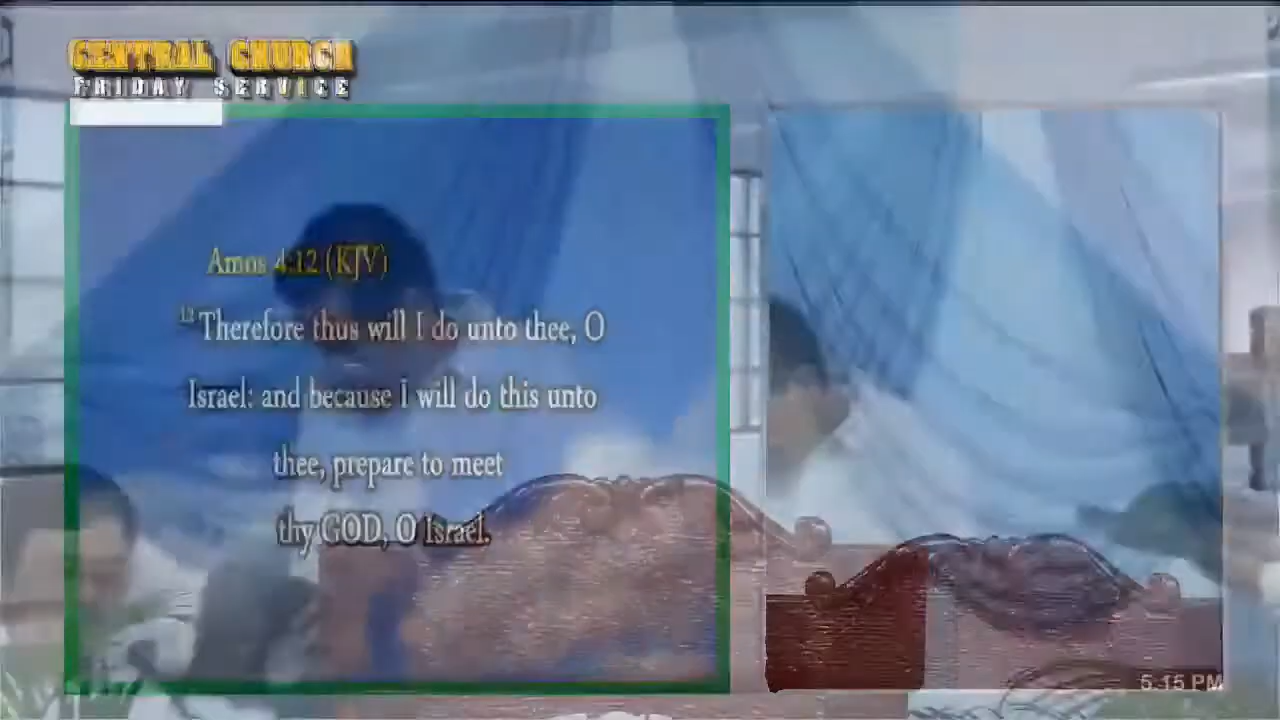 CENTRAL CHURCH
FRIDAY SERVICE
Amos 4:12 (KJV)
12 Therefore thus will I do unto thee, O
Israel: and because I will do this unto
thee, prepare to meet
thy GOD, O Israel.
5:15 PM